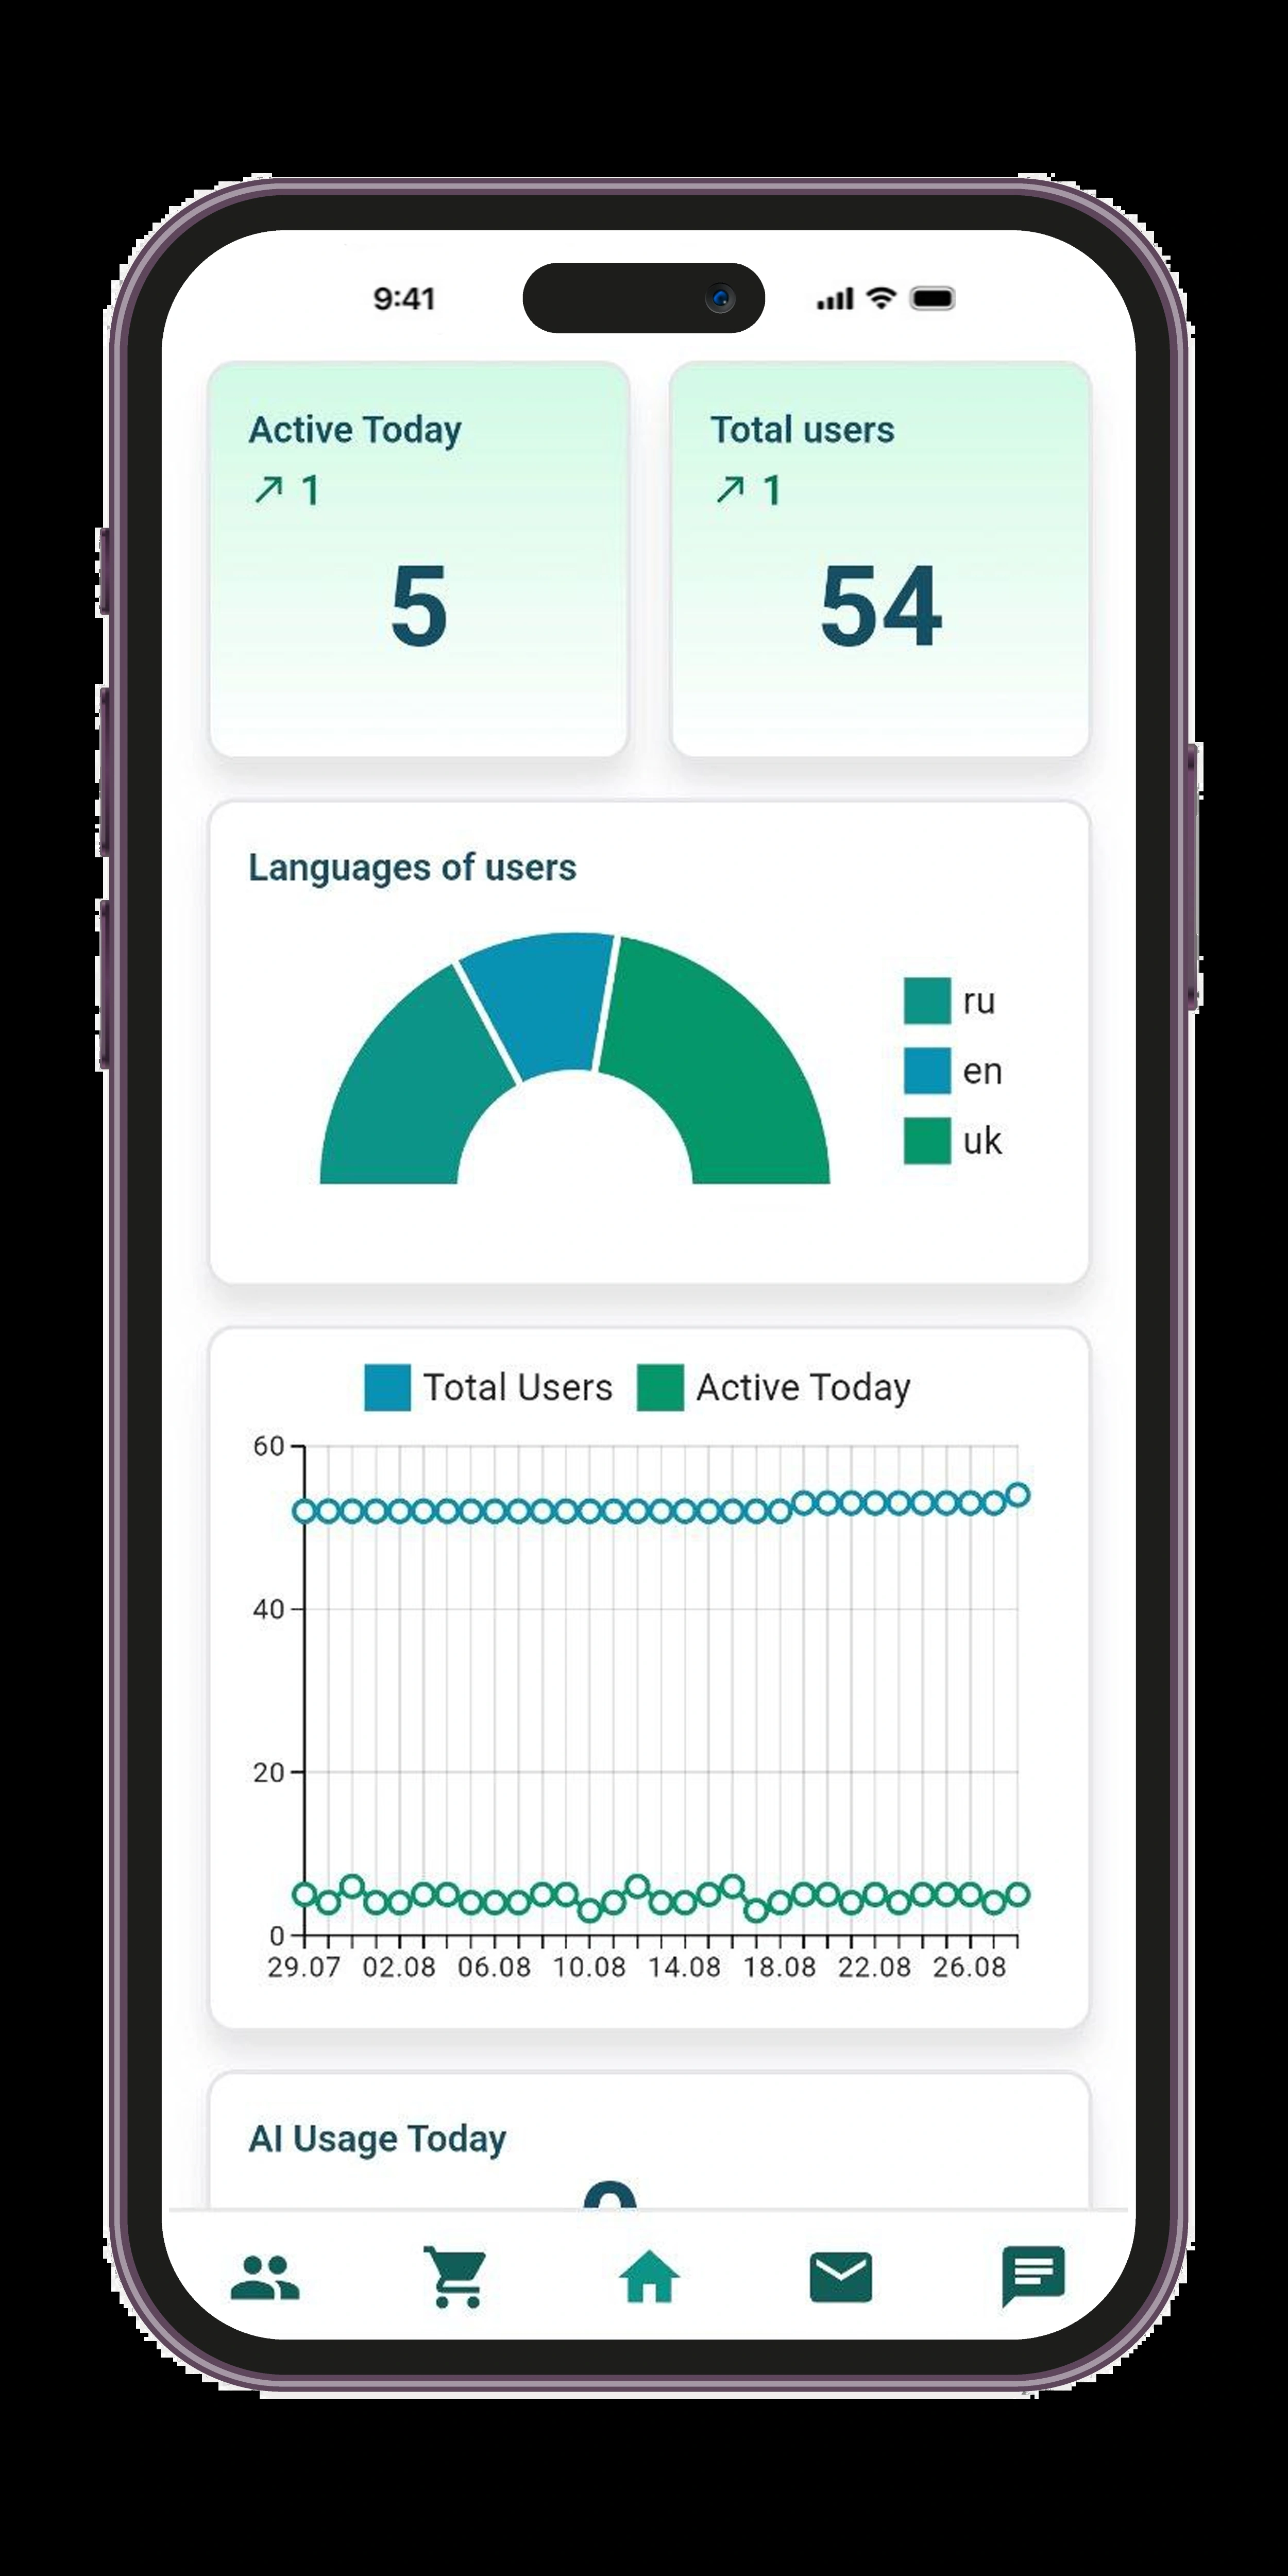 9:41
Active Today
↗ 1
5
Total users
↗ 1
54
Languages of users
ru
en
uk
Total Users Active Today
60
40
20
0
29.07 02.08 06.08 10.08 14.08 18.08 22.08 26.08
AI Usage Today